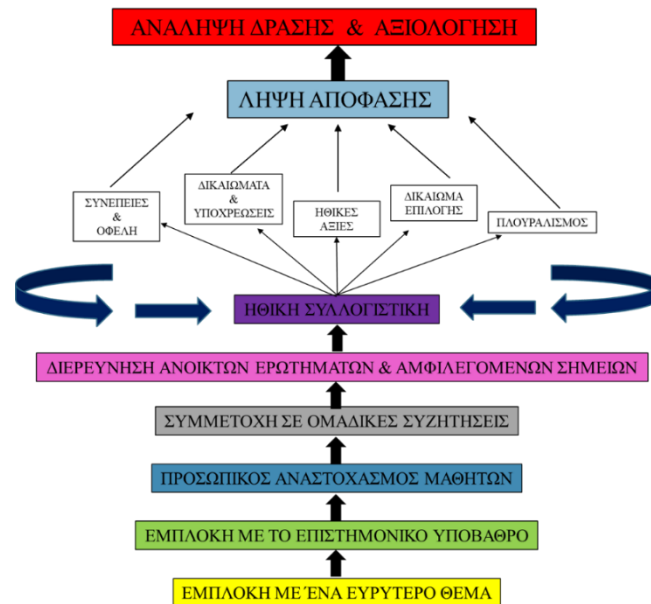 ΑΝΑΛΗΨΗ ΔΡΑΣΗΣ & ΑΞΙΟΛΟΓΗΣΗ
ΛΗΨΗ ΑΠΟΦΑΣΗΣ
ΣΥΝΕΠΕΙΕΣ
&
ΟΦΕΛΗ
ΔΙΚΑΙΩΜΑΤΑ
&
ΥΠΟΧΡΕΩΣΕΙΣ
ΗΘΙΚΕΣ
ΑΞΙΕΣ
ΔΙΚΑΙΩΜΑ
ΕΠΙΛΟΓΗΣ
ΠΛΟΥΡΑΛΙΣΜΟΣ
ΗΘΙΚΗ ΣΥΛΛΟΓΙΣΤΙΚΗ
ΔΙΕΡΕΥΝΗΣΗ ΑΝΟΙΚΤΩΝ ΕΡΩΤΗΜΑΤΩΝ & ΑΜΦΙΛΕΓΟΜΕΝΩΝ ΣΗΜΕΙΩΝ
ΣΥΜΜΕΤΟΧΗ ΣΕ ΟΜΑΔΙΚΕΣ ΣΥΖΗΤΗΣΕΙΣ
ΠΡΟΣΩΠΙΚΟΣ ΑΝΑΣΤΟΧΑΣΜΟΣ ΜΑΘΗΤΩΝ
ΕΜΠΛΟΚΗ ΜΕ ΤΟ ΕΠΙΣΤΗΜΟΝΙΚΟ ΥΠΟΒΑΘΡΟ
ΕΜΠΛΟΚΗ ΜΕ ΈΝΑ ΕΥΡΥΤΕΡΟ ΘΕΜΑ